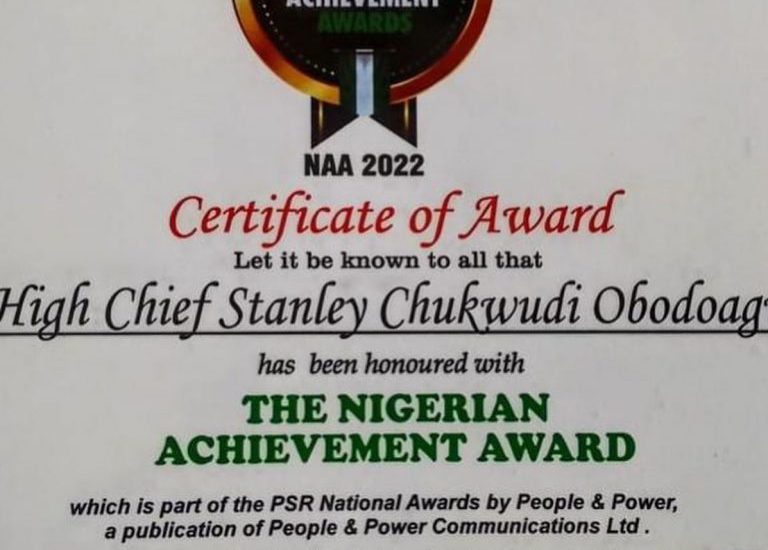 ACHIEVEMENT
AWARDS
NAA 2022
Certificate of Award
Let it be known to all that
High Chief Stanley Chukwudi
has been honoured with
THE NIGERIAN
ACHIEVEMENT AWARD
which is part of the PSR National Awards by People & Power,
a publication of People & Power Communications Ltd .